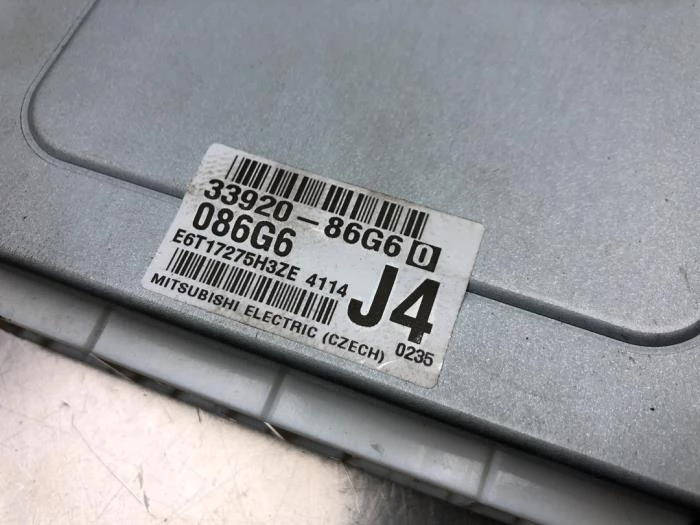 33920-86G6 0
086G6
E6T17275H3ZE 4114
J4
MITSUBISHI ELECTRIC (CZECH) 0235